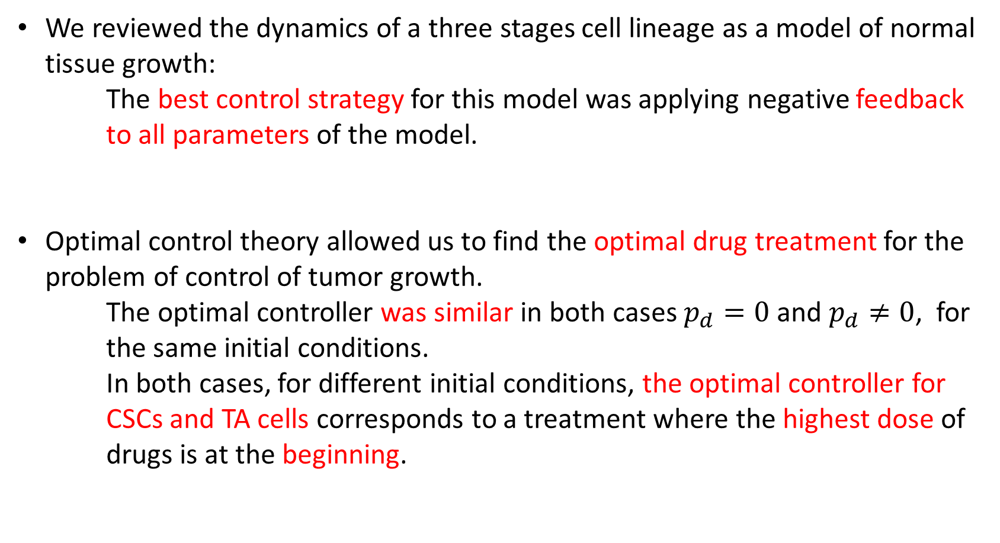 • We reviewed the dynamics of a three stages cell lineage as a model of normal
tissue growth:
The best control strategy for this model was applying negative feedback
to all parameters of the model.
• Optimal control theory allowed us to find the optimal drug treatment for the
problem of control of tumor growth.
The optimal controller was similar in both cases p_d = 0 and p_d ≠ 0, for
the same initial conditions.
In both cases, for different initial conditions, the optimal controller for
CSCs and TA cells corresponds to a treatment where the highest dose of
drugs is at the beginning.